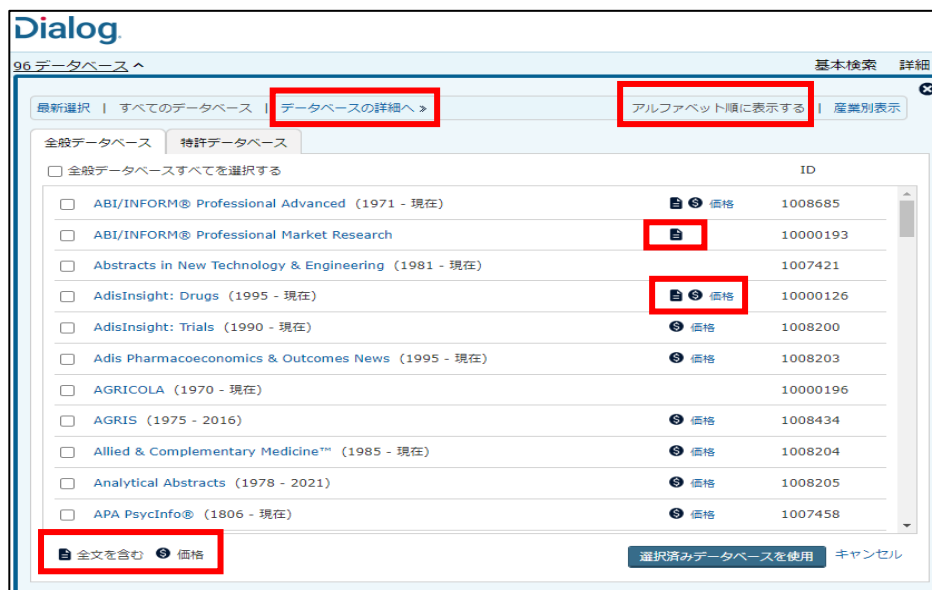 Dialog
96 データベース
基本検索 詳細
最新選択 | すべてのデータベース | データベースの詳細へ »
アルファベット順に表示する | 産業別表示
全般データベース 特許データベース
全般データベースすべてを選択する ID
ABI/INFORM® Professional Advanced (1971 - 現在) 価格 1008685
ABI/INFORM® Professional Market Research 10000193
Abstracts in New Technology & Engineering (1981 - 現在) 1007421
AdisInsight: Drugs (1995 - 現在) 価格 10000126
AdisInsight: Trials (1990 - 現在) 価格 1008200
Adis Pharmacoeconomics & Outcomes News (1995 - 現在) 価格 1008203
AGRICOLA (1970 - 現在) 10000196
AGRIS (1975 - 2016) 価格 1008434
Allied & Complementary Medicine™ (1985 - 現在) 価格 1008204
Analytical Abstracts (1978 - 2021) 価格 1008205
APA PsycInfo® (1806 - 現在) 価格 1007458
全文を含む 価格
選択済みデータベースを使用 キャンセル